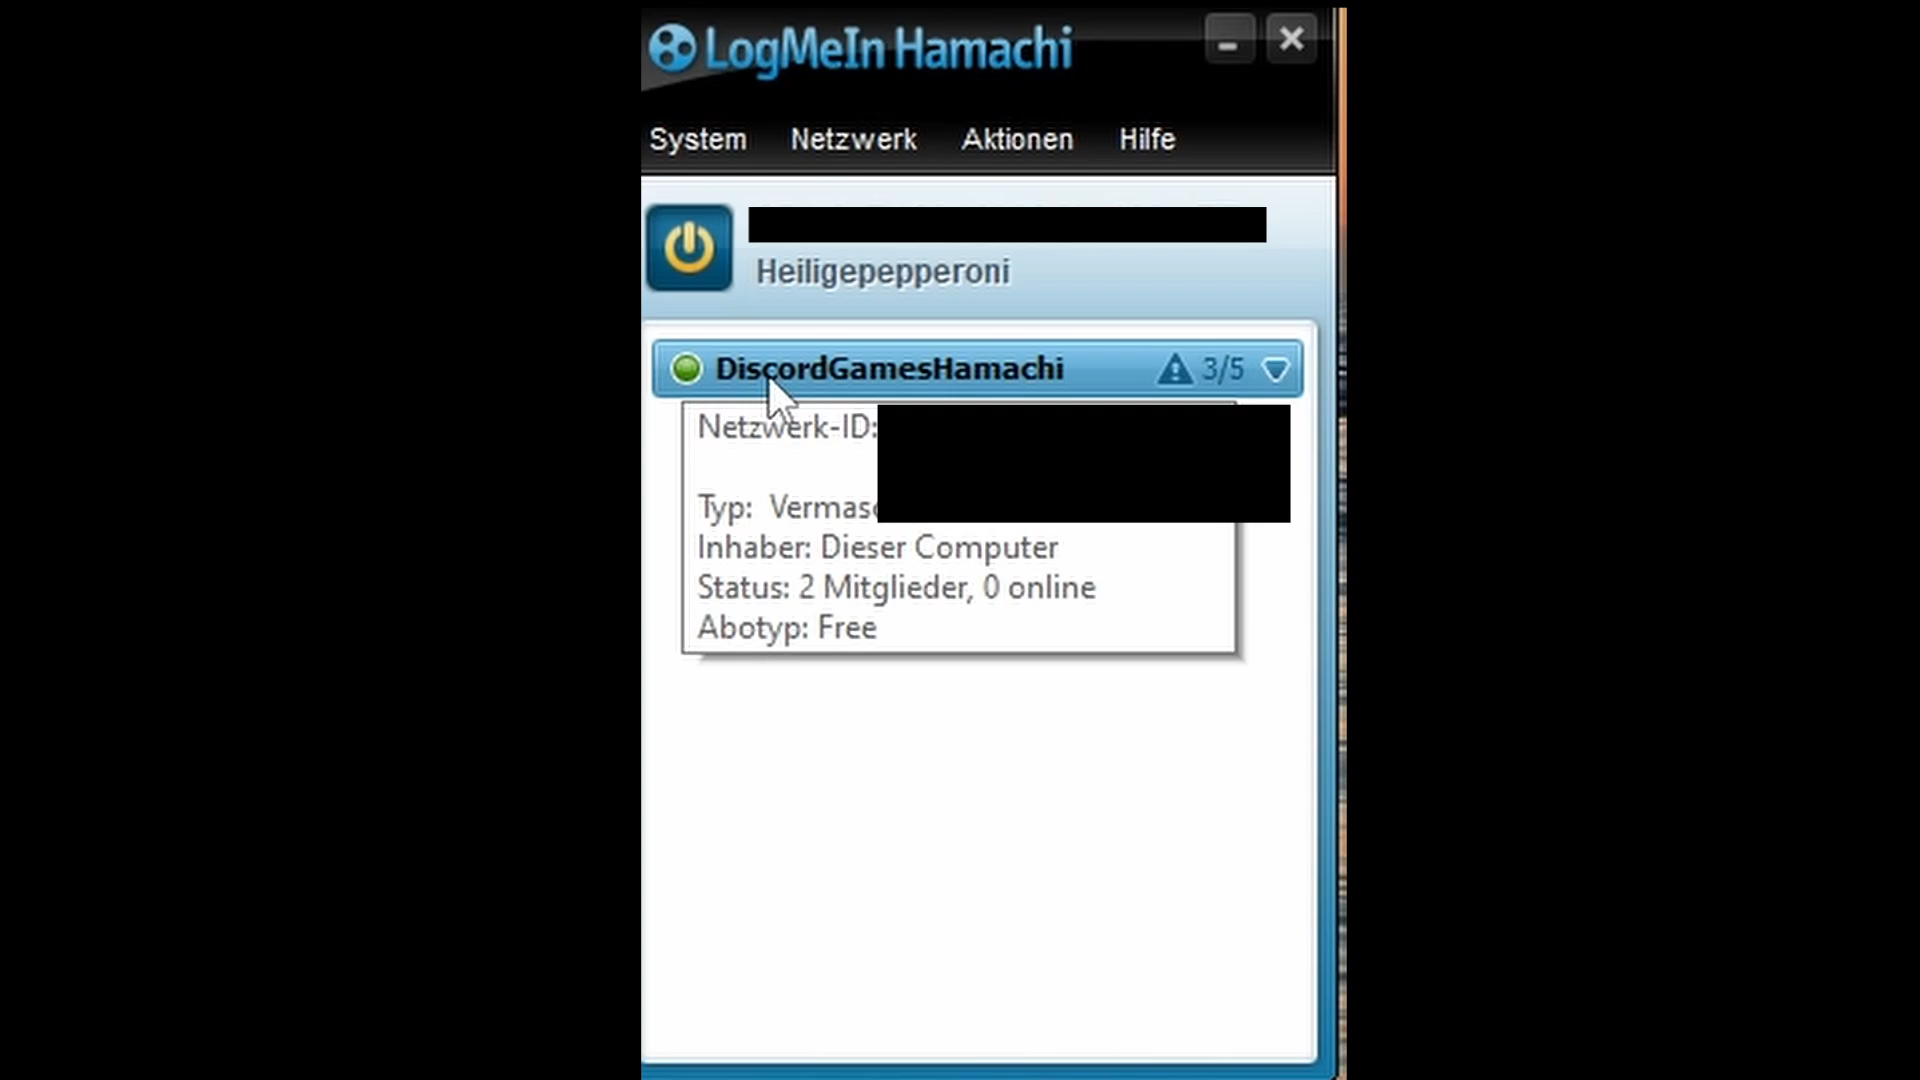 LogMeIn Hamachi
System Netzwerk Aktionen Hilfe
Heiligepepperoni
DiscordGamesHamachi 3/5
Netzwerk-ID:
Typ:
Inhaber: Dieser Computer
Status: 2 Mitglieder, 0 online
Abotyp: Free